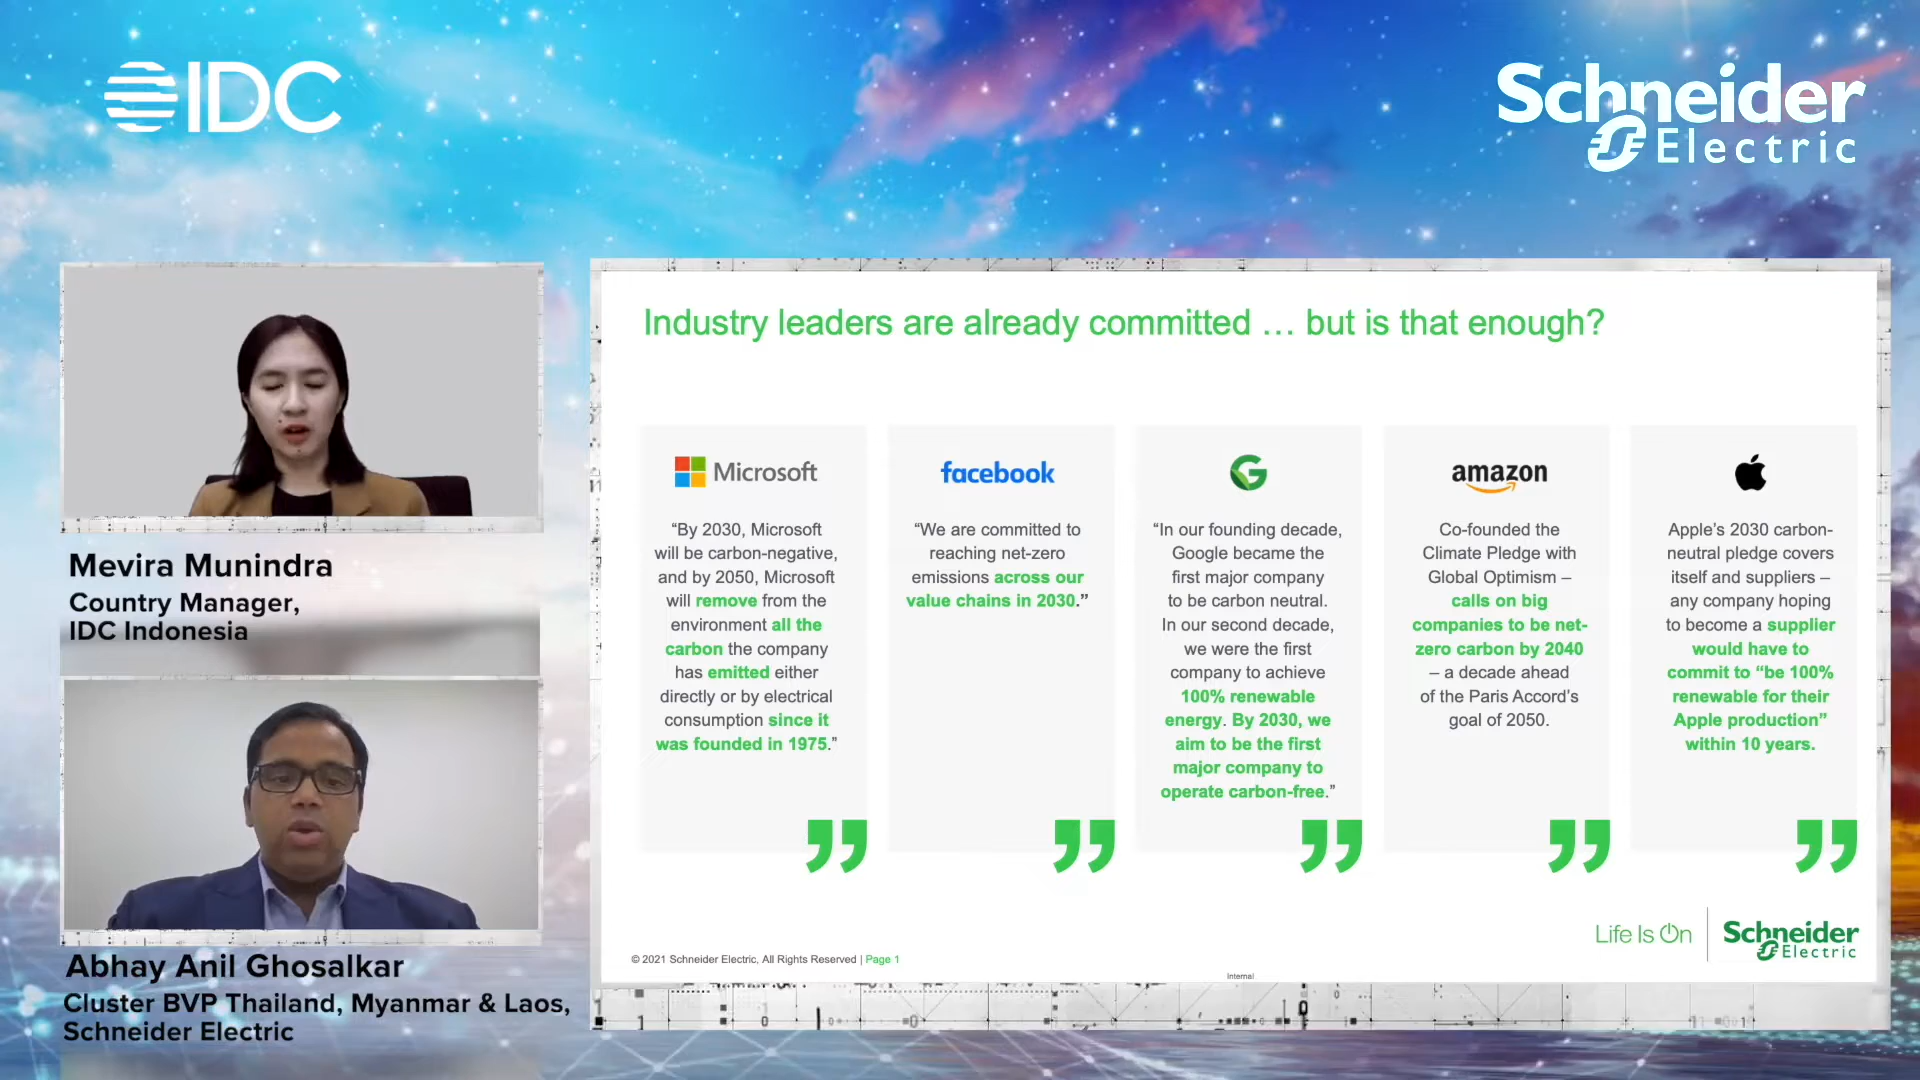 IDC
Schneider
Electric
Mevira Munindra
Country Manager,
IDC Indonesia
Abhay Anil Ghosalkar
Cluster BVP Thailand, Myanmar & Laos,
Schneider Electric
Industry leaders are already committed … but is that enough?
Microsoft
“By 2030, Microsoft
will be carbon-negative,
and by 2050, Microsoft
will remove from the
environment all the
carbon the company
has emitted either
directly or by electrical
consumption since it
was founded in 1975.”
facebook
“We are committed to
reaching net-zero
emissions across our
value chains in 2030.”
G
“In our founding decade,
Google became the
first major company
to be carbon neutral.
In our second decade,
we were the first
company to achieve
100% renewable
energy. By 2030, we
aim to be the first
major company to
operate carbon-free.”
amazon
Co-founded the
Climate Pledge with
Global Optimism –
calls on big
companies to be net-
zero carbon by 2040
– a decade ahead
of the Paris Accord’s
goal of 2050.
Apple’s 2030 carbon-
neutral pledge covers
itself and suppliers –
any company hoping
to become a supplier
would have to
commit to “be 100%
renewable for their
Apple production”
within 10 years.
Life Is On
Schneider
Electric
© 2021 Schneider Electric, All Rights Reserved | Page 1
Internal